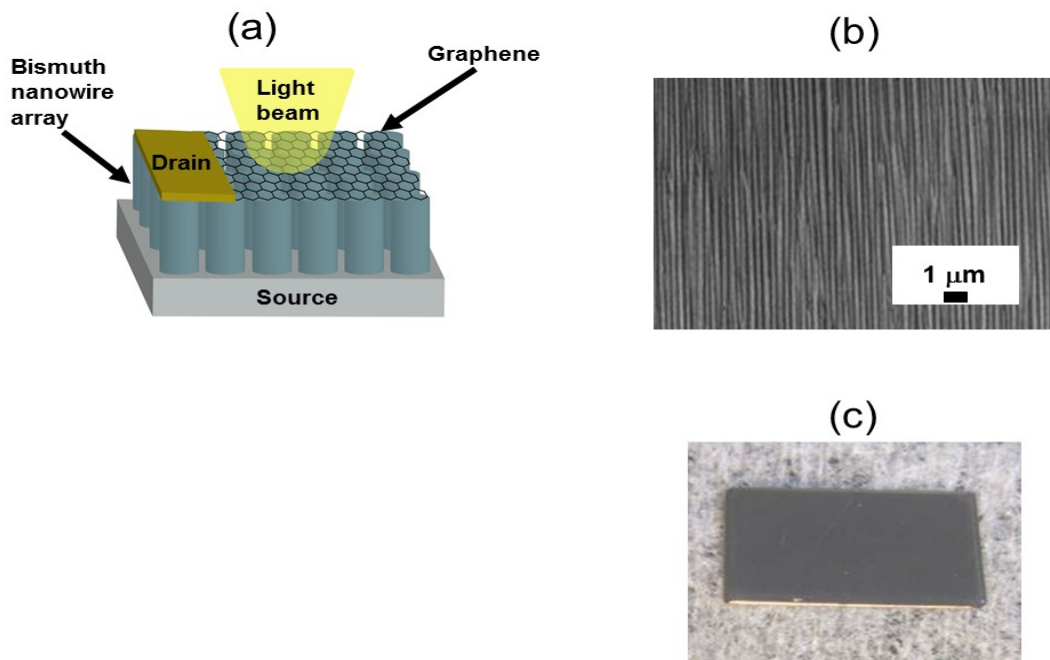 (a)
Bismuth
nanowire
array
Light
beam
Graphene
Drain
Source
(b)
1 μm
(c)